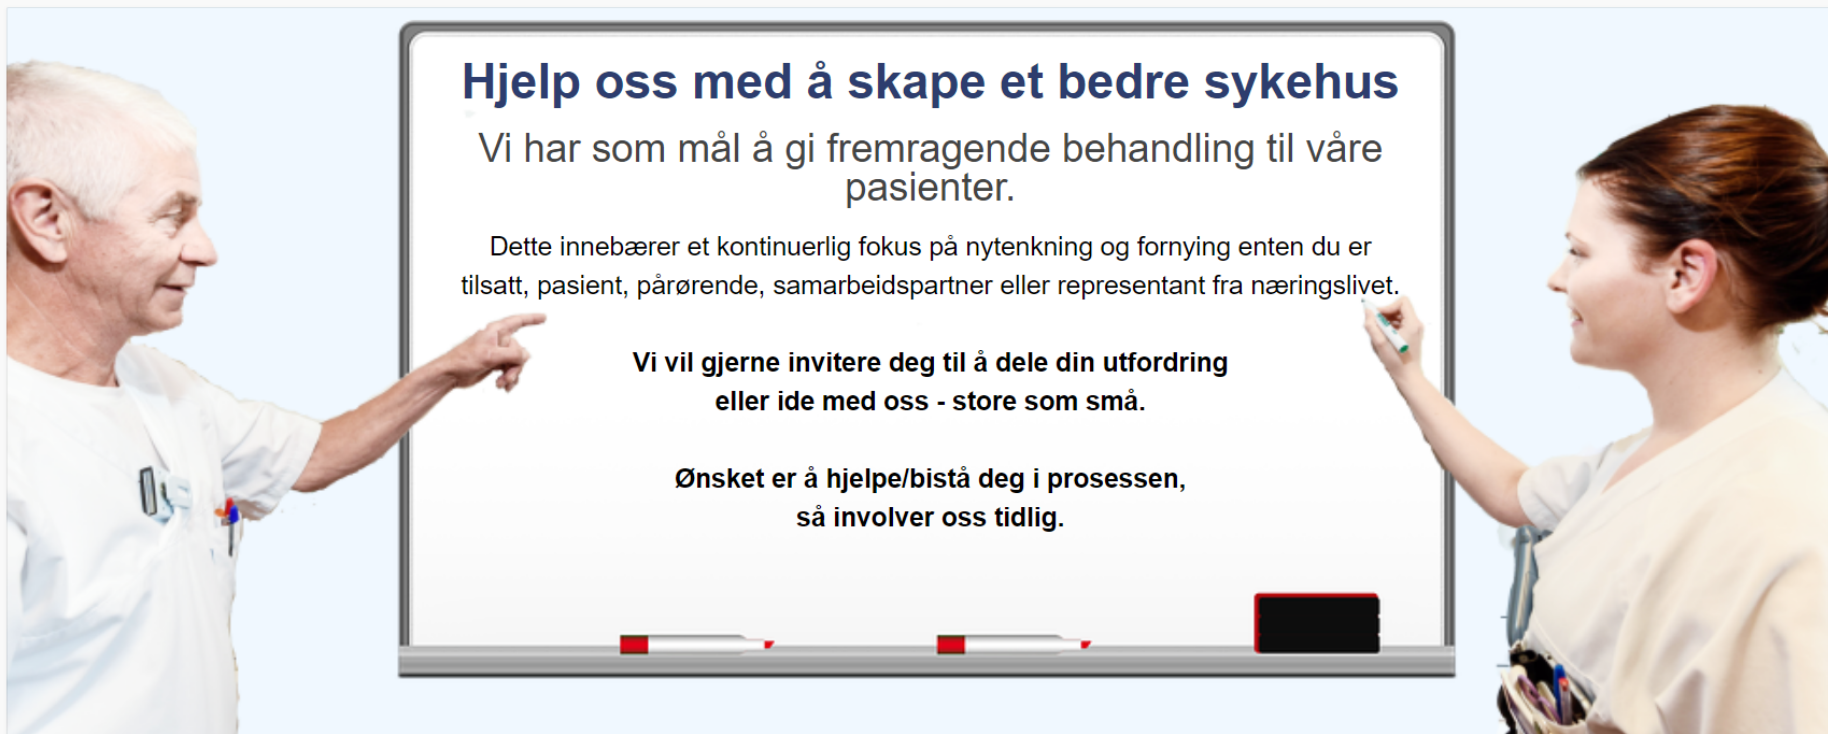 Hjelp oss med å skape et bedre sykehus
Vi har som mål å gi fremragende behandling til våre
pasienter.
Dette innebærer et kontinuerlig fokus på nytenkning og fornying enten du er
tilsatt, pasient, pårørende, samarbeidspartner eller representant fra næringslivet.
Vi vil gjerne invitere deg til å dele din utfordring
eller ide med oss - store som små.
Ønsket er å hjelpe/bistå deg i prosessen,
så involver oss tidlig.